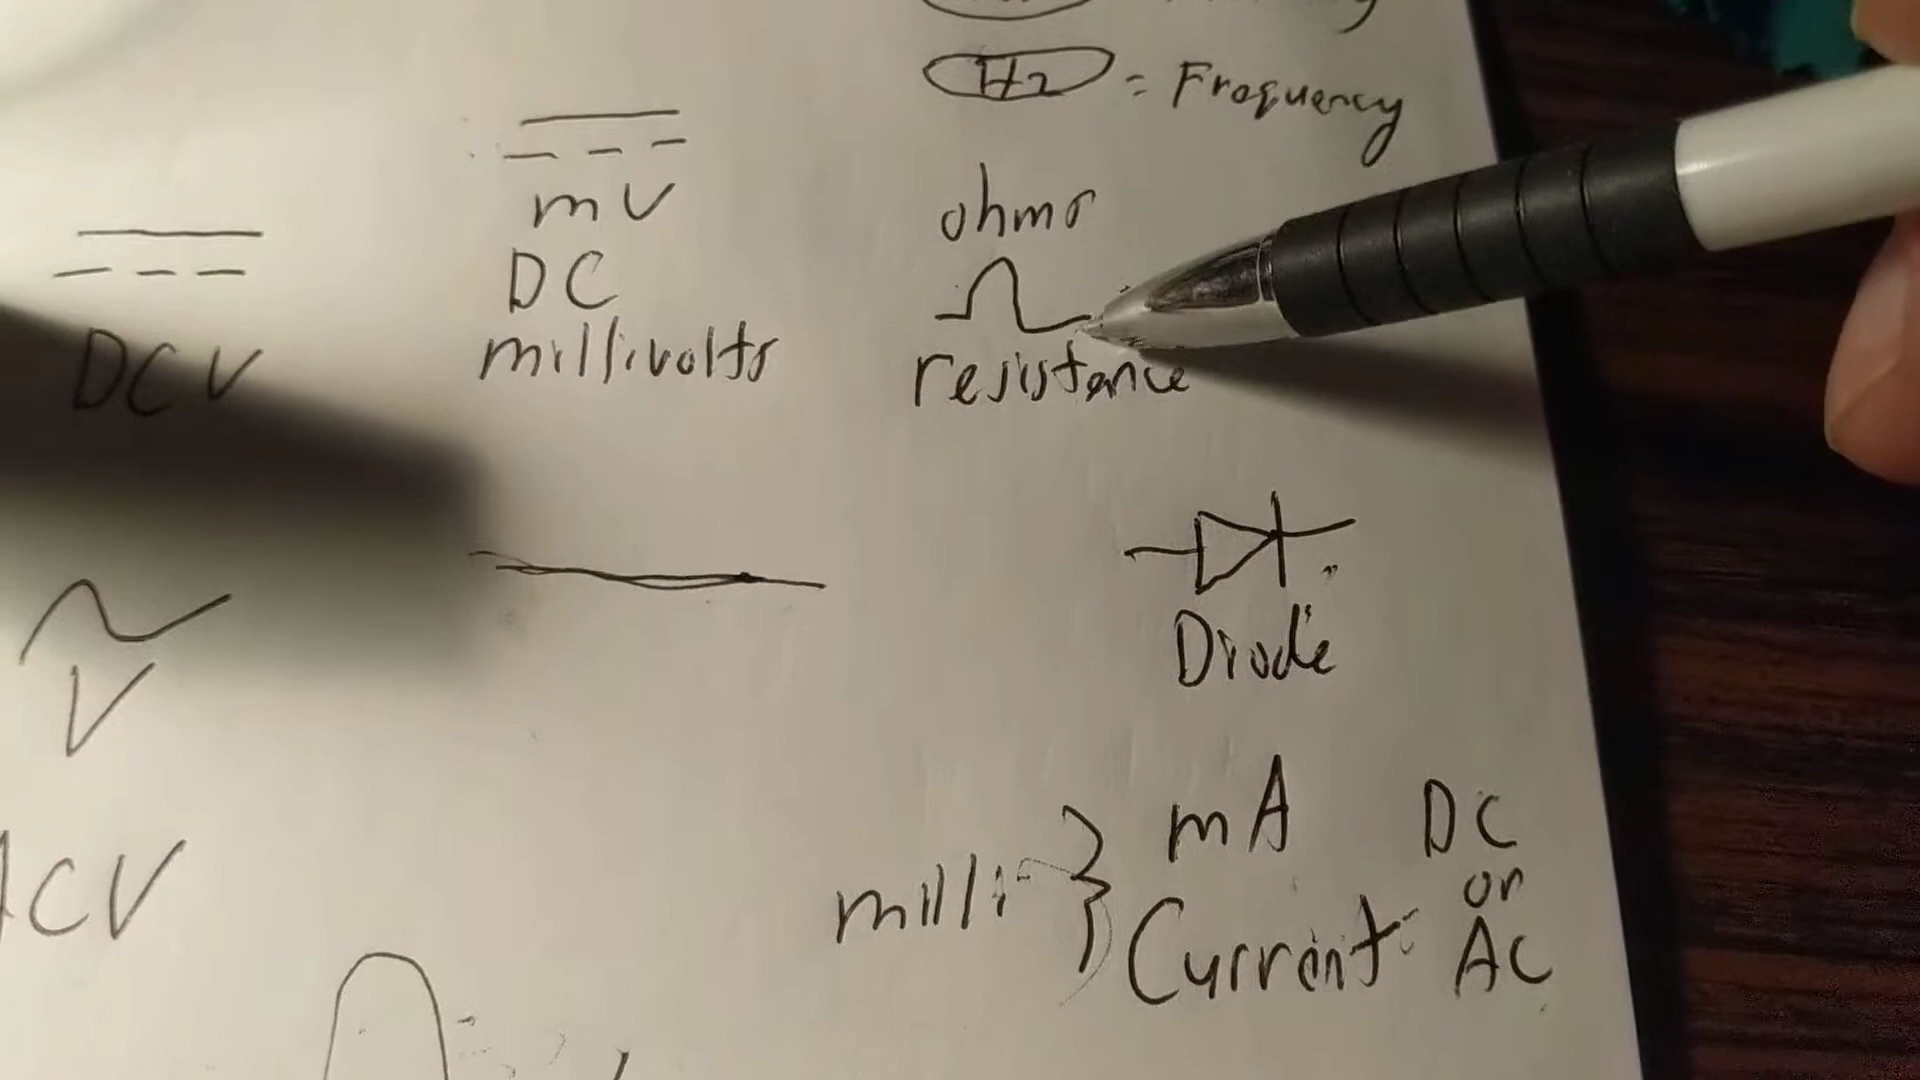 Hz = Frequency
mV
DC
millivolts
ohms
resistance
DCV
V
ACV
Diode
milli } mA DC
or
Current AC